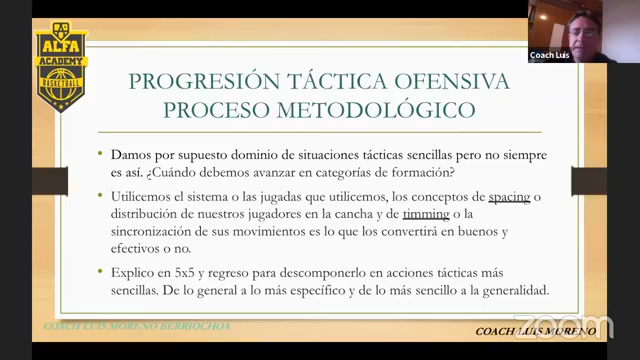 ALFA
ACADEMY
BASKETBALL
Coach Luis
PROGRESIÓN TÁCTICA OFENSIVA
PROCESO METODOLÓGICO
• Damos por supuesto dominio de situaciones tácticas sencillas pero no siempre
es así. ¿Cuándo debemos avanzar en categorías de formación?
• Utilicemos el sistema o las jugadas que utilicemos, los conceptos de spacing o
distribución de nuestros jugadores en la cancha y de timming o la
sincronización de sus movimientos es lo que los convertirá en buenos y
efectivos o no.
• Explico en 5x5 y regreso para descomponerlo en acciones tácticas más
sencillas. De lo general a lo más específico y de lo más sencillo a la generalidad.
COACH LUIS MORENO BERRIOCHOA
COACH LUIS MORENO
zoom